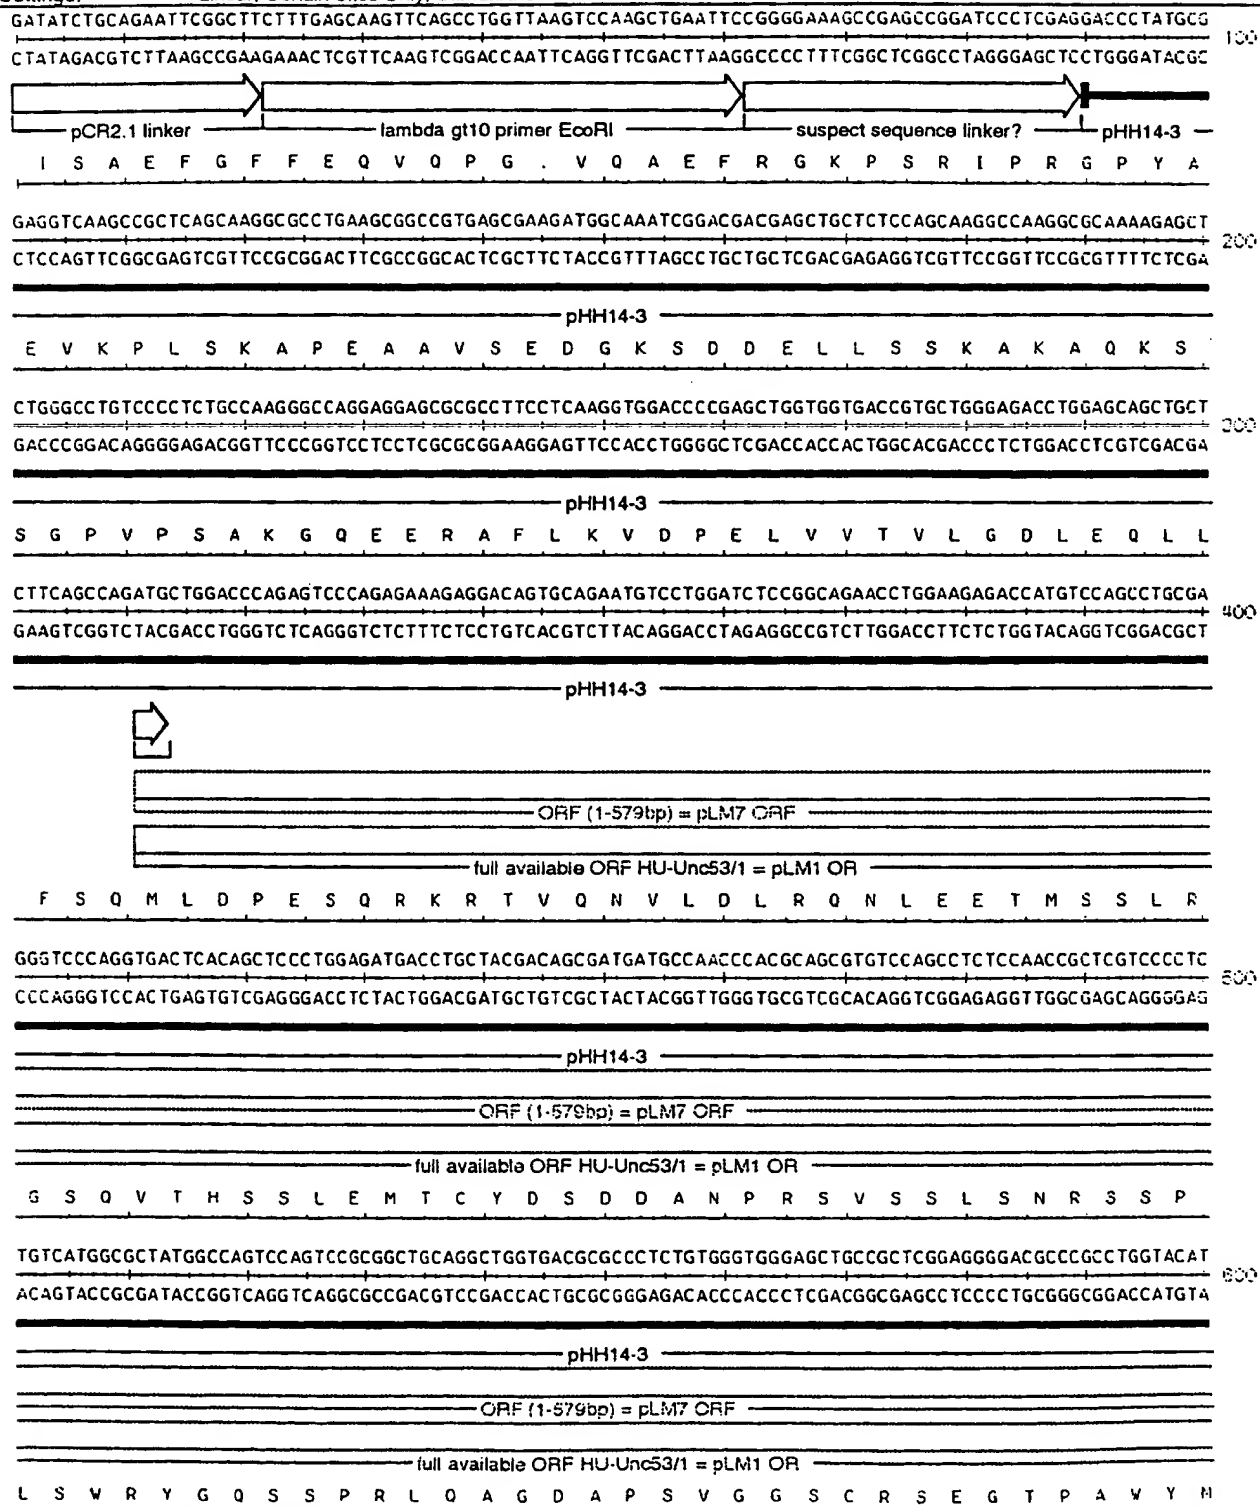 GATATCTGCAGAATTCGGCTTCTTTGAGCAAGTTCAGCCTGGTTAAGTCCAAGCTGAATTCCGGGGAAAGCCGAGCCGGATCCCTCGAGGACCCTATGCG
100
CTATAGACGTCTTAAGCCGAAGAAACTCGTTCAAGTCGGACCAATTCAGGTTCGACTTAAGGCCCCTTTCGGCTCGGCCTAGGGAGCTCCTGGGATACGC
pCR2.1 linker lambda gt10 primer EcoRI suspect sequence linker? pHH14-3
I S A E F G F F E Q V Q P G . V Q A E F R G K P S R I P R G P Y A
GAGGTCAAGCCGCTCAGCAAGGCGCCTGAAGCGGCCGTGAGCGAAGATGGCAAATCGGACGACGAGCTGCTCTCCAGCAAGGCCAAGGCGCAAAAGAGCT
200
CTCCAGTTCGGCGAGTCGTTCCGCGGACTTCGCCGGCACTCGCTTCTACCGTTTAGCCTGCTGCTCGACGAGAGGTCGTTCCGGTTCCGCGTTTTCTCGA
pHH14-3
E V K P L S K A P E A A V S E D G K S D D E L L S S K A K A Q K S
CTGGGCCTGTCCCCTCTGCCAAGGGCCAGGAGGAGCGCGCCTTCCTCAAGGTGGACCCCGAGCTGGTGGTGACCGTGCTGGGAGACCTGGAGCAGCTGCT
300
GACCCGGACAGGGGAGACGGTTCCCGGTCCTCCTCGCGCGGAAGGAGTTCCACCTGGGGCTCGACCACCACTGGCACGACCCTCTGGACCTCGTCGACGA
pHH14-3
S G P V P S A K G Q E E R A F L K V D P E L V V T V L G D L E Q L L
CTTCAGCCAGATGCTGGACCCAGAGTCCCAGAGAAAGAGGACAGTGCAGAATGTCCTGGATCTCCGGCAGAACCTGGAAGAGACCATGTCCAGCCTGCGA
400
GAAGTCGGTCTACGACCTGGGTCTCAGGGTCTCTTTCTCCTGTCACGTCTTACAGGACCTAGAGGCCGTCTTGGACCTTCTCTGGTACAGGTCGGACGCT
pHH14-3
ORF (1-579bp) = pLM7 ORF
full available ORF HU-Unc53/1 = pLM1 OR
F S Q M L D P E S Q R K R T V Q N V L D L R Q N L E E T M S S L R
GGGTCCCAGGTGACTCACAGCTCCCTGGAGATGACCTGCTACGACAGCGATGATGCCAACCCACGCAGCGTGTCCAGCCTCTCCAACCGCTCGTCCCCTC
500
CCCAGGGTCCACTGAGTGTCGAGGGACCTCTACTGGACGATGCTGTCGCTACTACGGTTGGGTGCGTCGCACAGGTCGGAGAGGTTGGCGAGCAGGGGAG
pHH14-3
ORF (1-579bp) = pLM7 ORF
full available ORF HU-Unc53/1 = pLM1 OR
G S Q V T H S S L E M T C Y D S D D A N P R S V S S L S N R S S P
TGTCATGGCGCTATGGCCAGTCCAGTCCGCGGCTGCAGGCTGGTGACGCGCCCTCTGTGGGTGGGAGCTGCCGCTCGGAGGGGACGCCCGCCTGGTACAT
600
ACAGTACCGCGATACCGGTCAGGTCAGGCGCCGACGTCCGACCACTGCGCGGGAGACACCCACCCTCGACGGCGAGCCTCCCCTGCGGGCGGACCATGTA
pHH14-3
ORF (1-579bp) = pLM7 ORF
full available ORF HU-Unc53/1 = pLM1 OR
L S W R Y G Q S S P R L Q A G D A P S V G G S C R S E G T P A W Y M